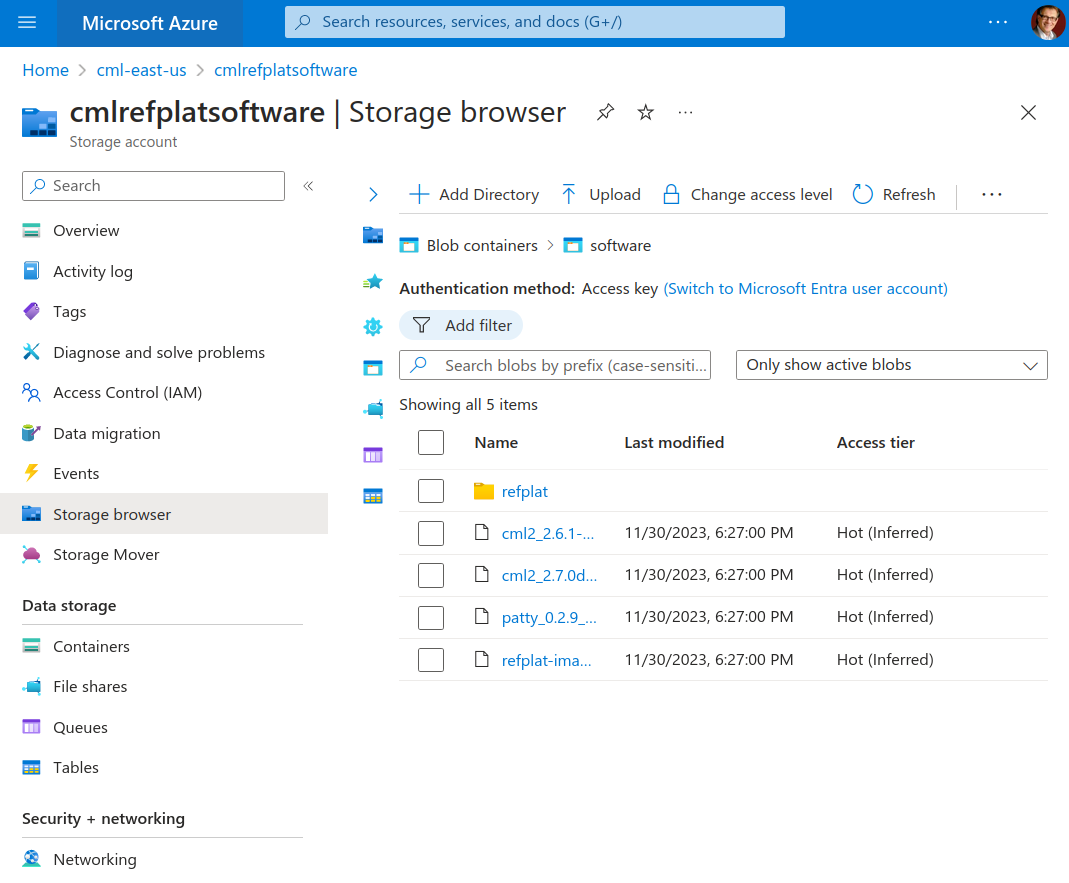 Microsoft Azure
Search resources, services, and docs (G+/)
Home > cml-east-us > cmlrefplatsoftware
cmlrefplatsoftware | Storage browser
Storage account
Search
Overview
Activity log
Tags
Diagnose and solve problems
Access Control (IAM)
Data migration
Events
Storage browser
Storage Mover
Data storage
Containers
File shares
Queues
Tables
Security + networking
Networking
Add Directory Upload Change access level Refresh
Blob containers > software
Authentication method: Access key (Switch to Microsoft Entra user account)
Add filter
Search blobs by prefix (case-sensiti... Only show active blobs
Showing all 5 items
Name Last modified Access tier
refplat
cml2_2.6.1-... 11/30/2023, 6:27:00 PM Hot (Inferred)
cml2_2.7.0d... 11/30/2023, 6:27:00 PM Hot (Inferred)
patty_0.2.9_... 11/30/2023, 6:27:00 PM Hot (Inferred)
refplat-ima... 11/30/2023, 6:27:00 PM Hot (Inferred)